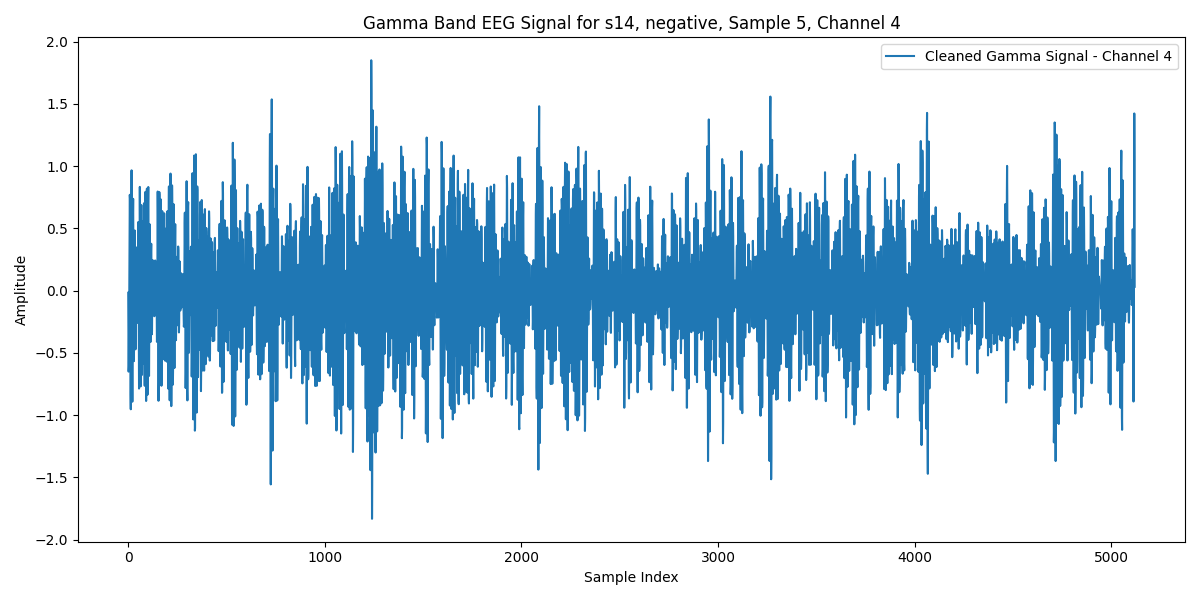 Gamma Band EEG Signal for s14, negative, Sample 5, Channel 4
Cleaned Gamma Signal - Channel 4
Amplitude
2.0
1.5
1.0
0.5
0.0
−0.5
−1.0
−1.5
−2.0
0 1000 2000 3000 4000 5000
Sample Index